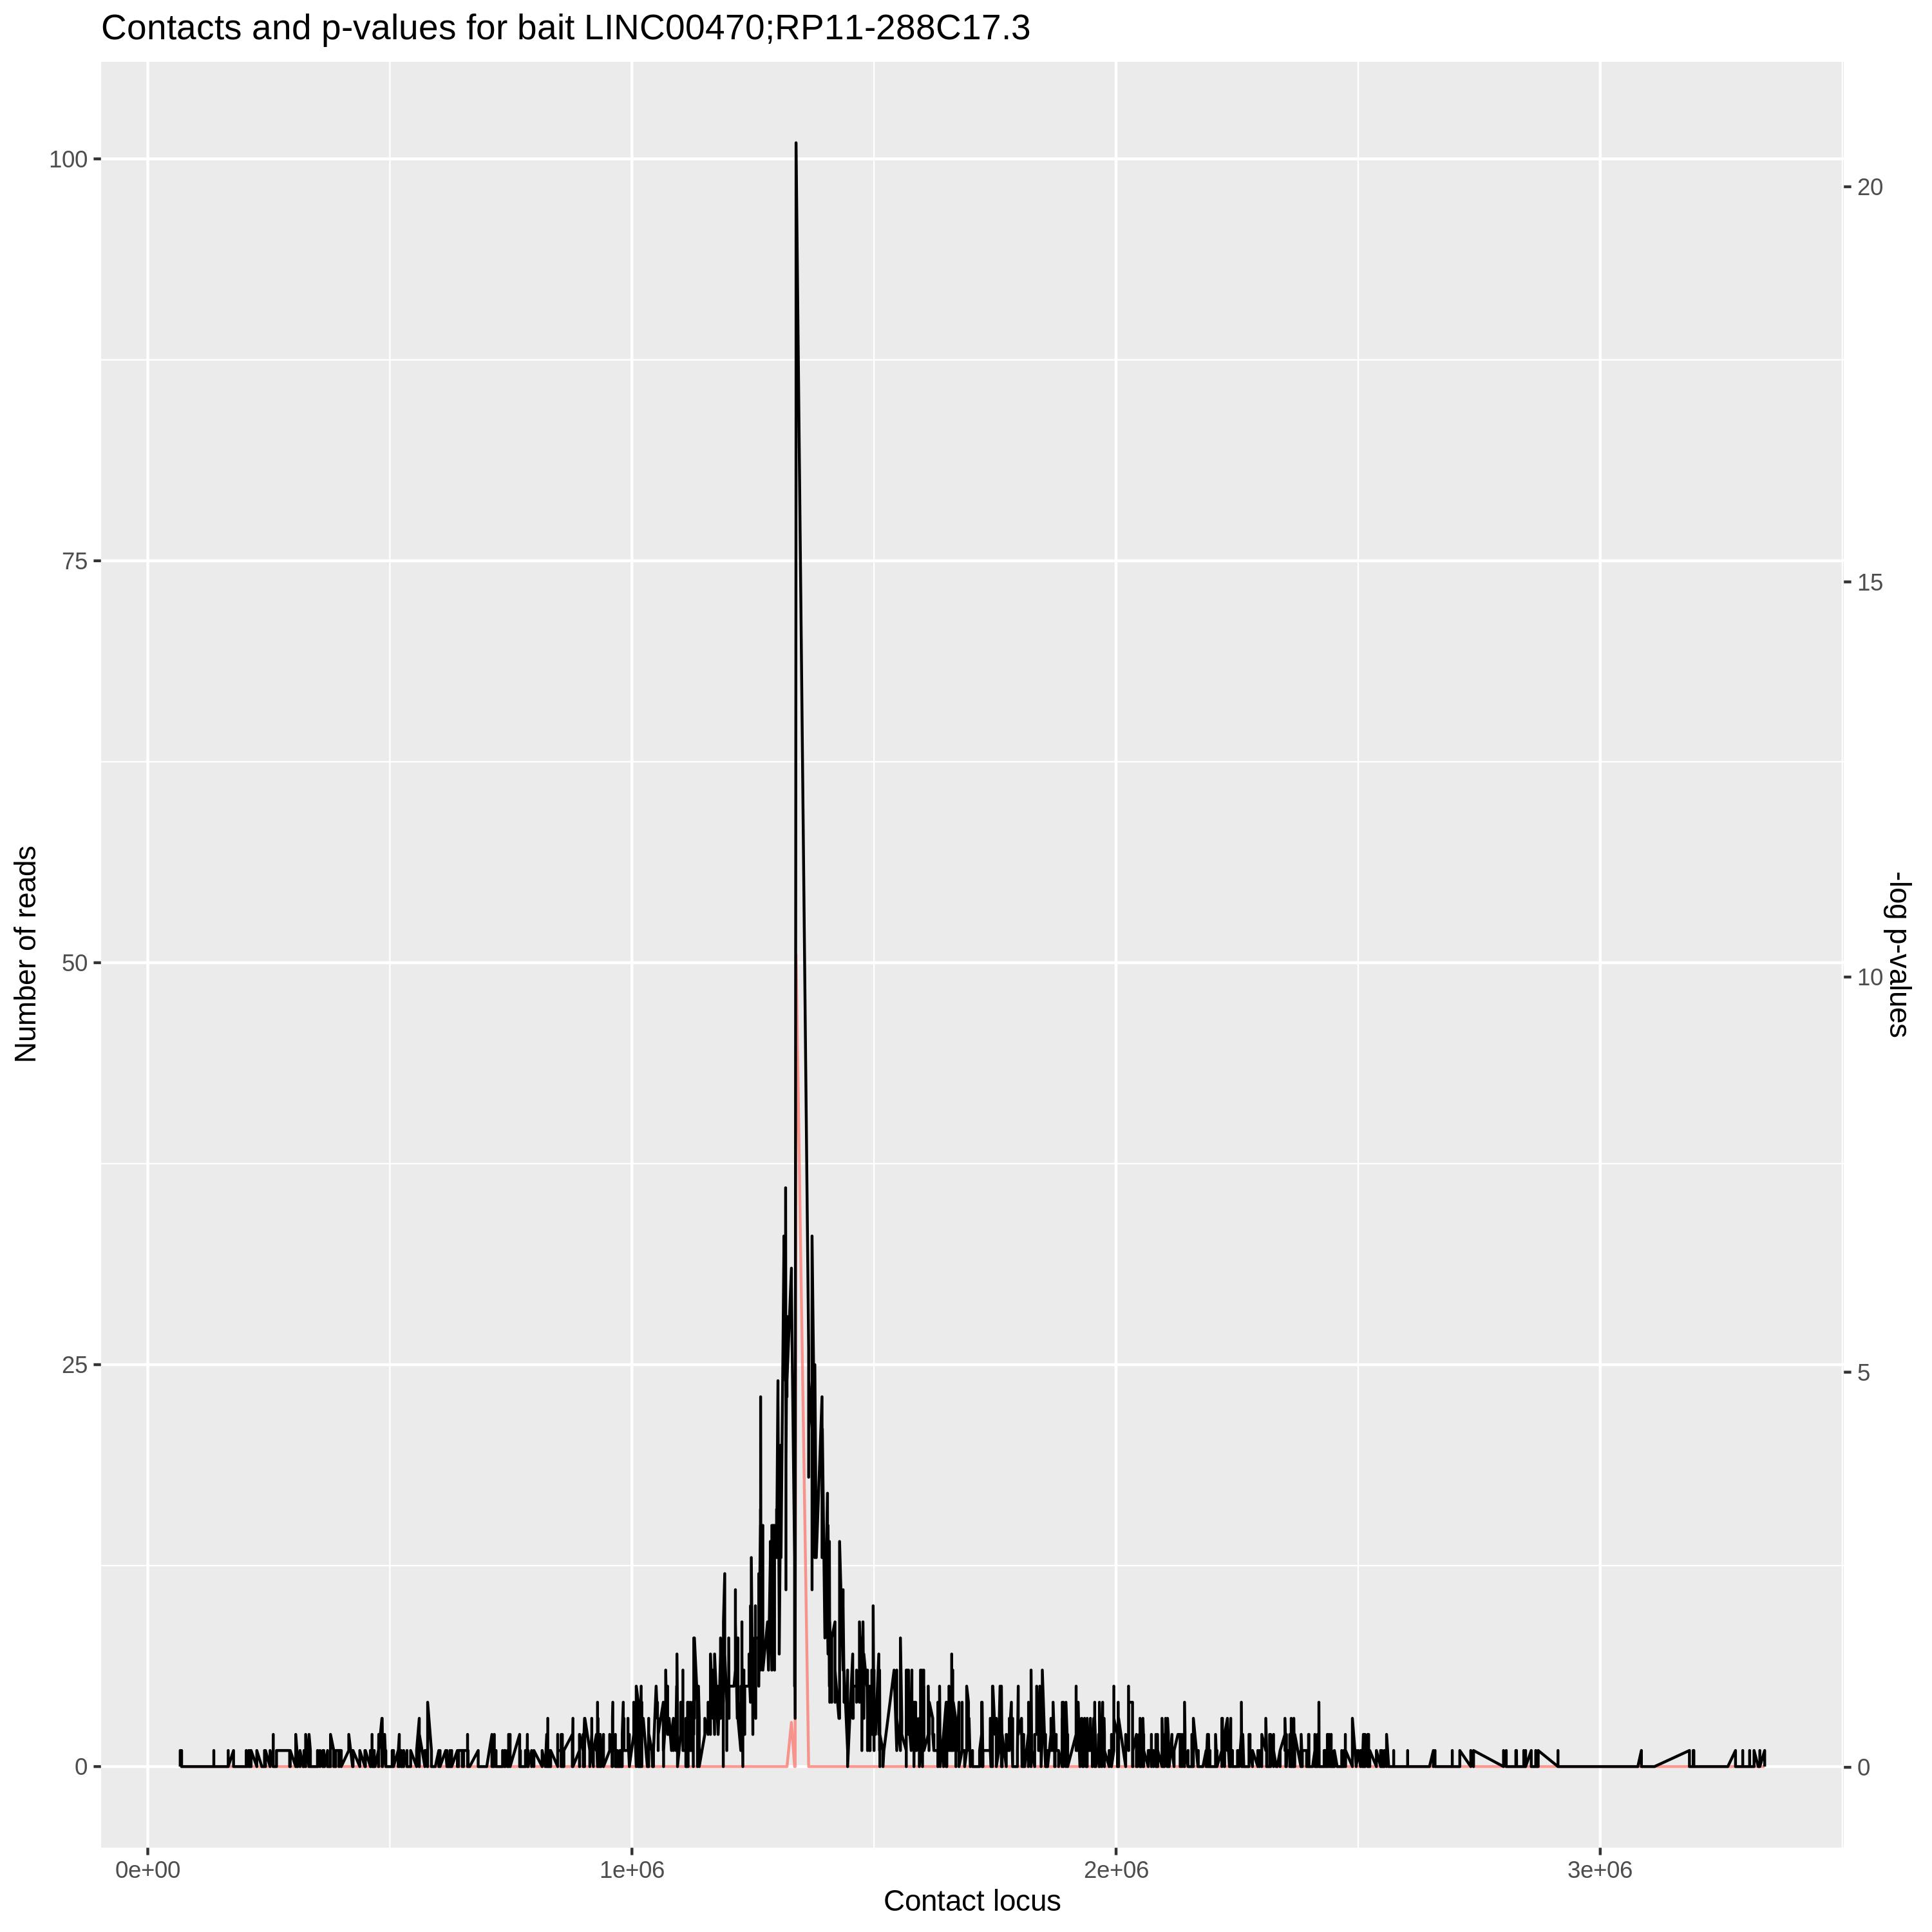 Contacts and p-values for bait LINC00470;RP11-288C17.3
100
75
50
25
0
Number of reads
20
15
10
5
0
-log p-values
0e+00 1e+06 2e+06 3e+06
Contact locus